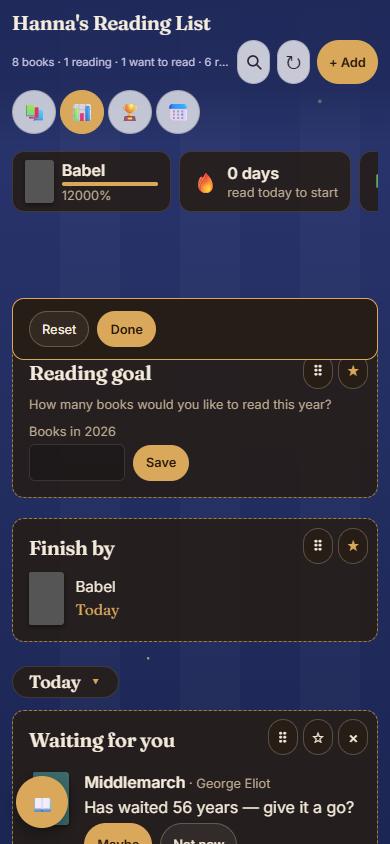 Hanna's Reading List
8 books · 1 reading · 1 want to read · 6 r...
+ Add
Babel
12000%
0 days
read today to start
Reset
Done
Reading goal
How many books would you like to read this year?
Books in 2026
Save
Finish by
Babel
Today
Today
Waiting for you
Middlemarch · George Eliot
Has waited 56 years — give it a go?
Maybe
Not now